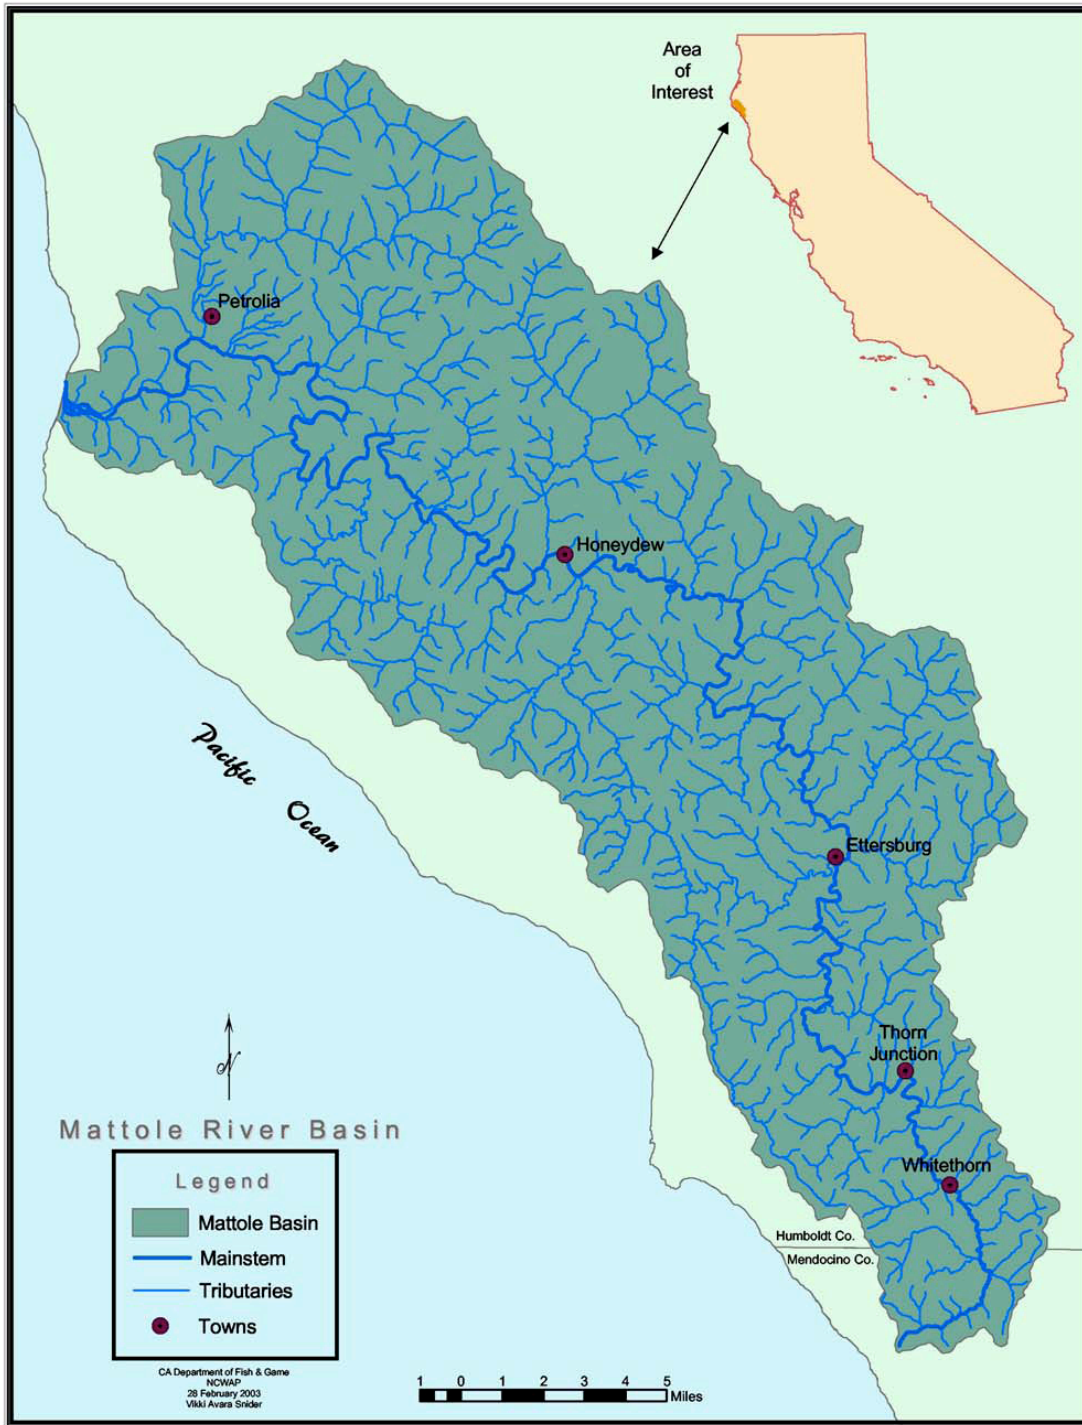 Area
of
Interest
Petrolia
Honeydew
Pacific Ocean
Ettersburg
Thorn
Junction
N
Mattole River Basin
Whitethorn
Legend
Mattole Basin
Mainstem
Tributaries
Towns
Humboldt Co.
Mendocino Co.
CA Department of Fish & Game
NCWAP
28 February 2003
Vikki Avara Snider
1 0 1 2 3 4 5
Miles